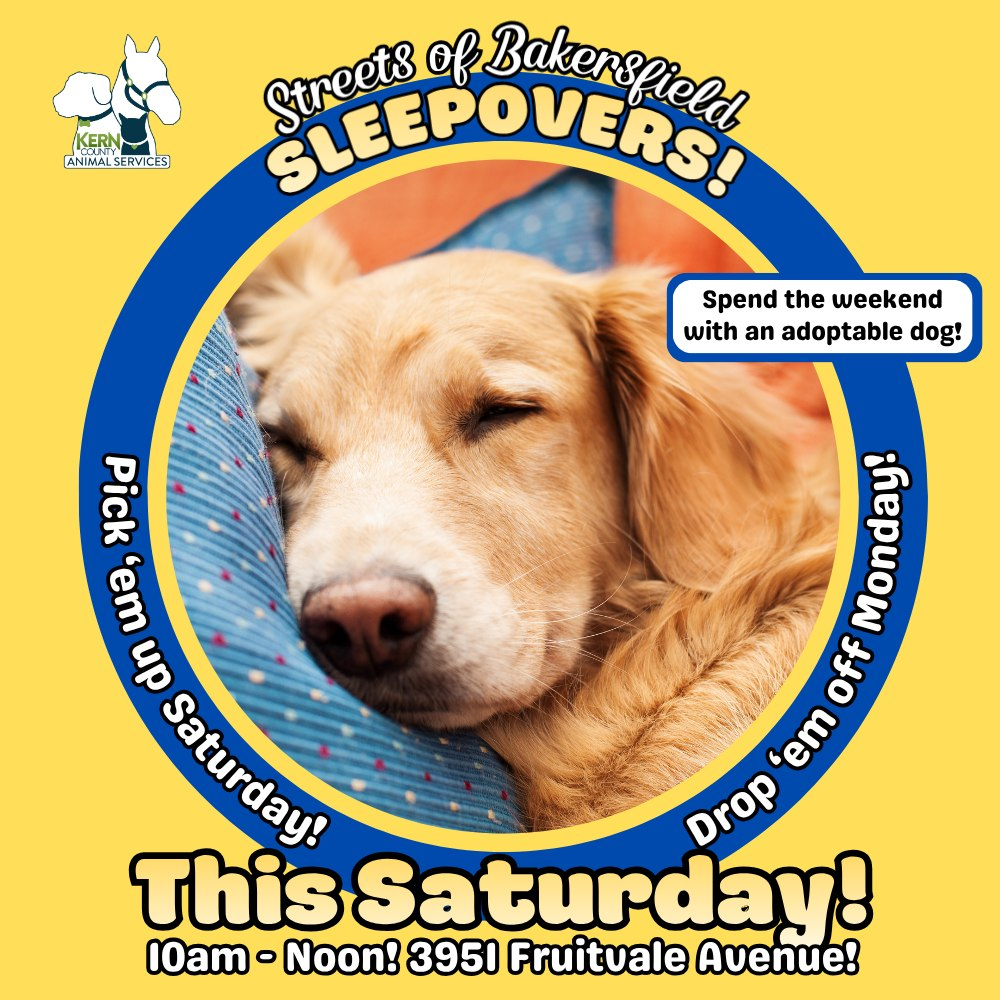 Streets of Bakersfield
SLEEPOVERS!
KERN
COUNTY
ANIMAL SERVICES
Spend the weekend
with an adoptable dog!
Pick ‘em up Saturday!
Drop ‘em off Monday!
This Saturday!
10am - Noon! 3951 Fruitvale Avenue!